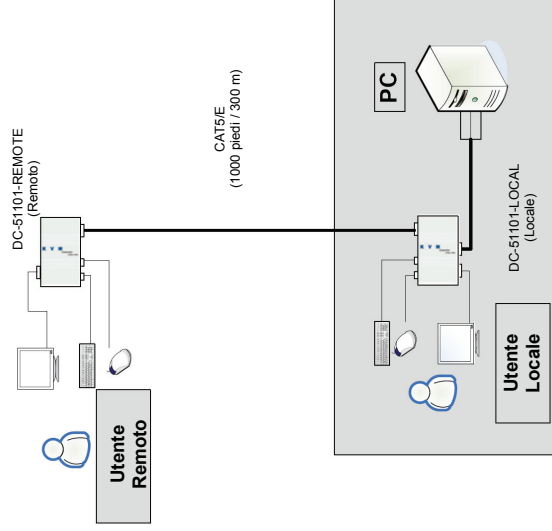 DC-51101-REMOTE
(Remoto)
K V M
Utente
Remoto
CAT5/E
(1000 piedi / 300 m)
PC
K V M
DC-51101-LOCAL
(Locale)
Utente
Locale